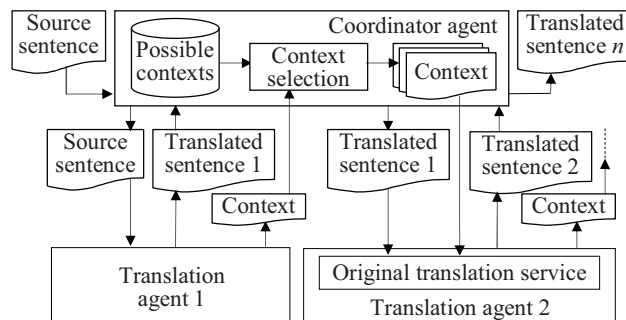 Source
sentence
Coordinator agent
Possible
contexts
Context
selection
Context
Translated
sentence n
Source
sentence
Translated
sentence 1
Context
Translated
sentence 1
Translated
sentence 2
Context
Translation
agent 1
Original translation service
Translation agent 2